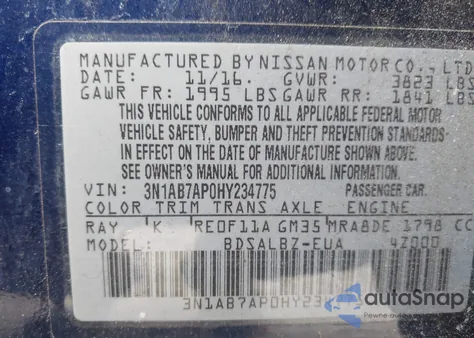 MANUFACTURED BY NISSAN MOTOR CO., LTD
DATE: 11/16. GVWR: 3823 LBS
GAWR FR: 1995 LBS GAWR RR: 1841 LBS
THIS VEHICLE CONFORMS TO ALL APPLICABLE FEDERAL MOTOR
VEHICLE SAFETY, BUMPER AND THEFT PREVENTION STANDARDS
IN EFFECT ON THE DATE OF MANUFACTURE SHOWN ABOVE.
SEE OWNER'S MANUAL FOR ADDITIONAL INFORMATION.
VIN: 3N1AB7AP0HY234775 PASSENGER CAR.
COLOR TRIM TRANS AXLE ENGINE
RAY K RE0F11A GM35 MRA8DE 1798 CC
MODEL: BDSALBZ-EUA 4Z000
3N1AB7AP0HY23
autoSnap